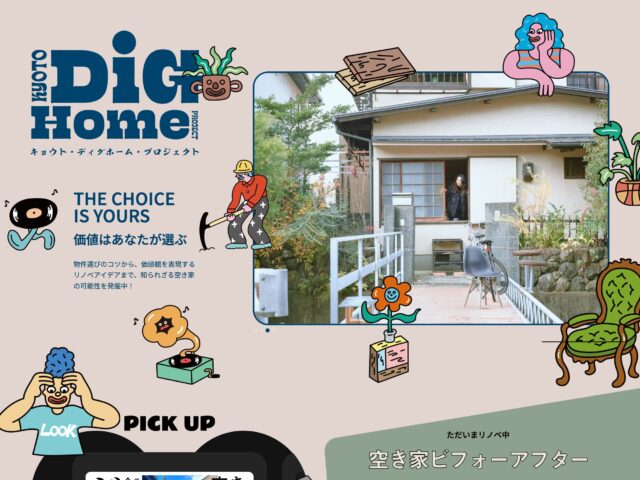 KYOTO
DiG
Home
PROJECT
キョウト・ディグホーム・プロジェクト
THE CHOICE
IS YOURS
価値はあなたが選ぶ
物件選びのコツから、価値観を表現する
リノベアイデアまで、知られざる空き家
の可能性を発掘中！
LOOK
PICK UP
ただいまリノベ中
空き家ビフォーアフター